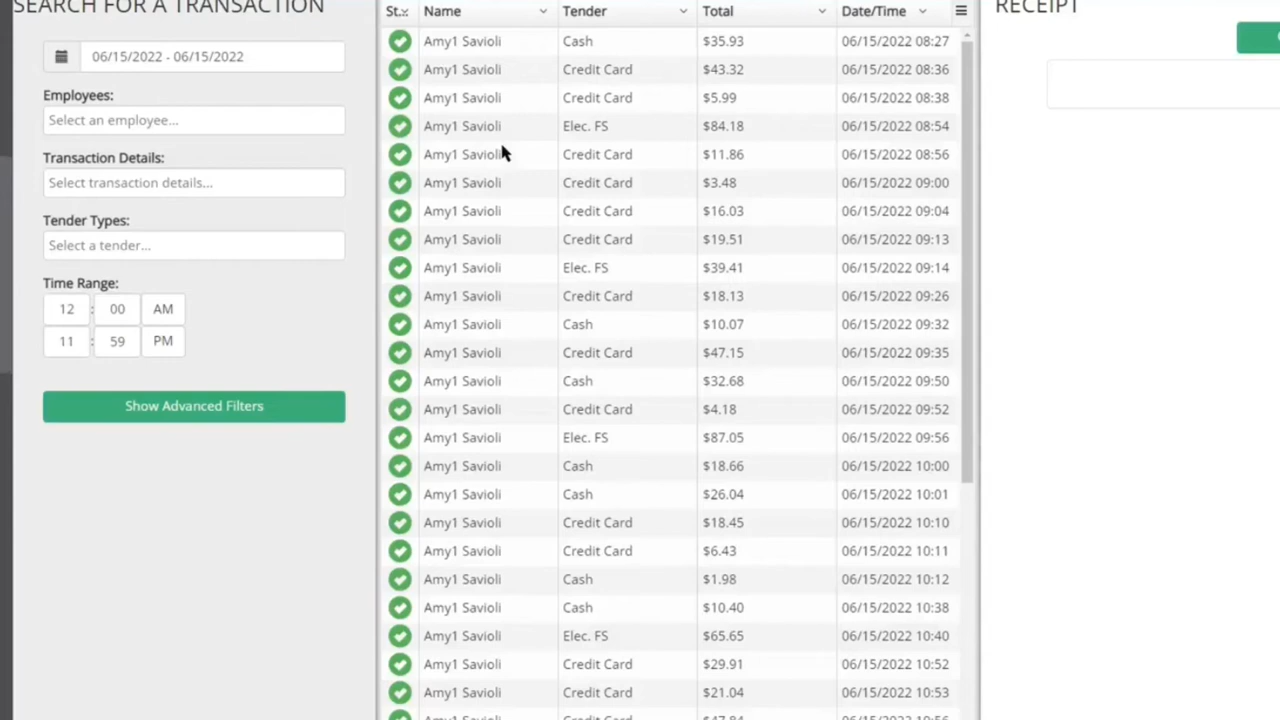 SEARCH FOR A TRANSACTION
06/15/2022 - 06/15/2022
Employees:
Select an employee...
Transaction Details:
Select transaction details...
Tender Types:
Select a tender...
Time Range:
12 : 00 AM
11 : 59 PM
Show Advanced Filters
St... Name Tender Total Date/Time
Amy1 Savioli Cash $35.93 06/15/2022 08:27
Amy1 Savioli Credit Card $43.32 06/15/2022 08:36
Amy1 Savioli Credit Card $5.99 06/15/2022 08:38
Amy1 Savioli Elec. FS $84.18 06/15/2022 08:54
Amy1 Savioli Credit Card $11.86 06/15/2022 08:56
Amy1 Savioli Credit Card $3.48 06/15/2022 09:00
Amy1 Savioli Credit Card $16.03 06/15/2022 09:04
Amy1 Savioli Credit Card $19.51 06/15/2022 09:13
Amy1 Savioli Elec. FS $39.41 06/15/2022 09:14
Amy1 Savioli Credit Card $18.13 06/15/2022 09:26
Amy1 Savioli Cash $10.07 06/15/2022 09:32
Amy1 Savioli Credit Card $47.15 06/15/2022 09:35
Amy1 Savioli Cash $32.68 06/15/2022 09:50
Amy1 Savioli Credit Card $4.18 06/15/2022 09:52
Amy1 Savioli Elec. FS $87.05 06/15/2022 09:56
Amy1 Savioli Cash $18.66 06/15/2022 10:00
Amy1 Savioli Cash $26.04 06/15/2022 10:01
Amy1 Savioli Credit Card $18.45 06/15/2022 10:10
Amy1 Savioli Credit Card $6.43 06/15/2022 10:11
Amy1 Savioli Cash $1.98 06/15/2022 10:12
Amy1 Savioli Cash $10.40 06/15/2022 10:38
Amy1 Savioli Elec. FS $65.65 06/15/2022 10:40
Amy1 Savioli Credit Card $29.91 06/15/2022 10:52
Amy1 Savioli Credit Card $21.04 06/15/2022 10:53
RECEIPT